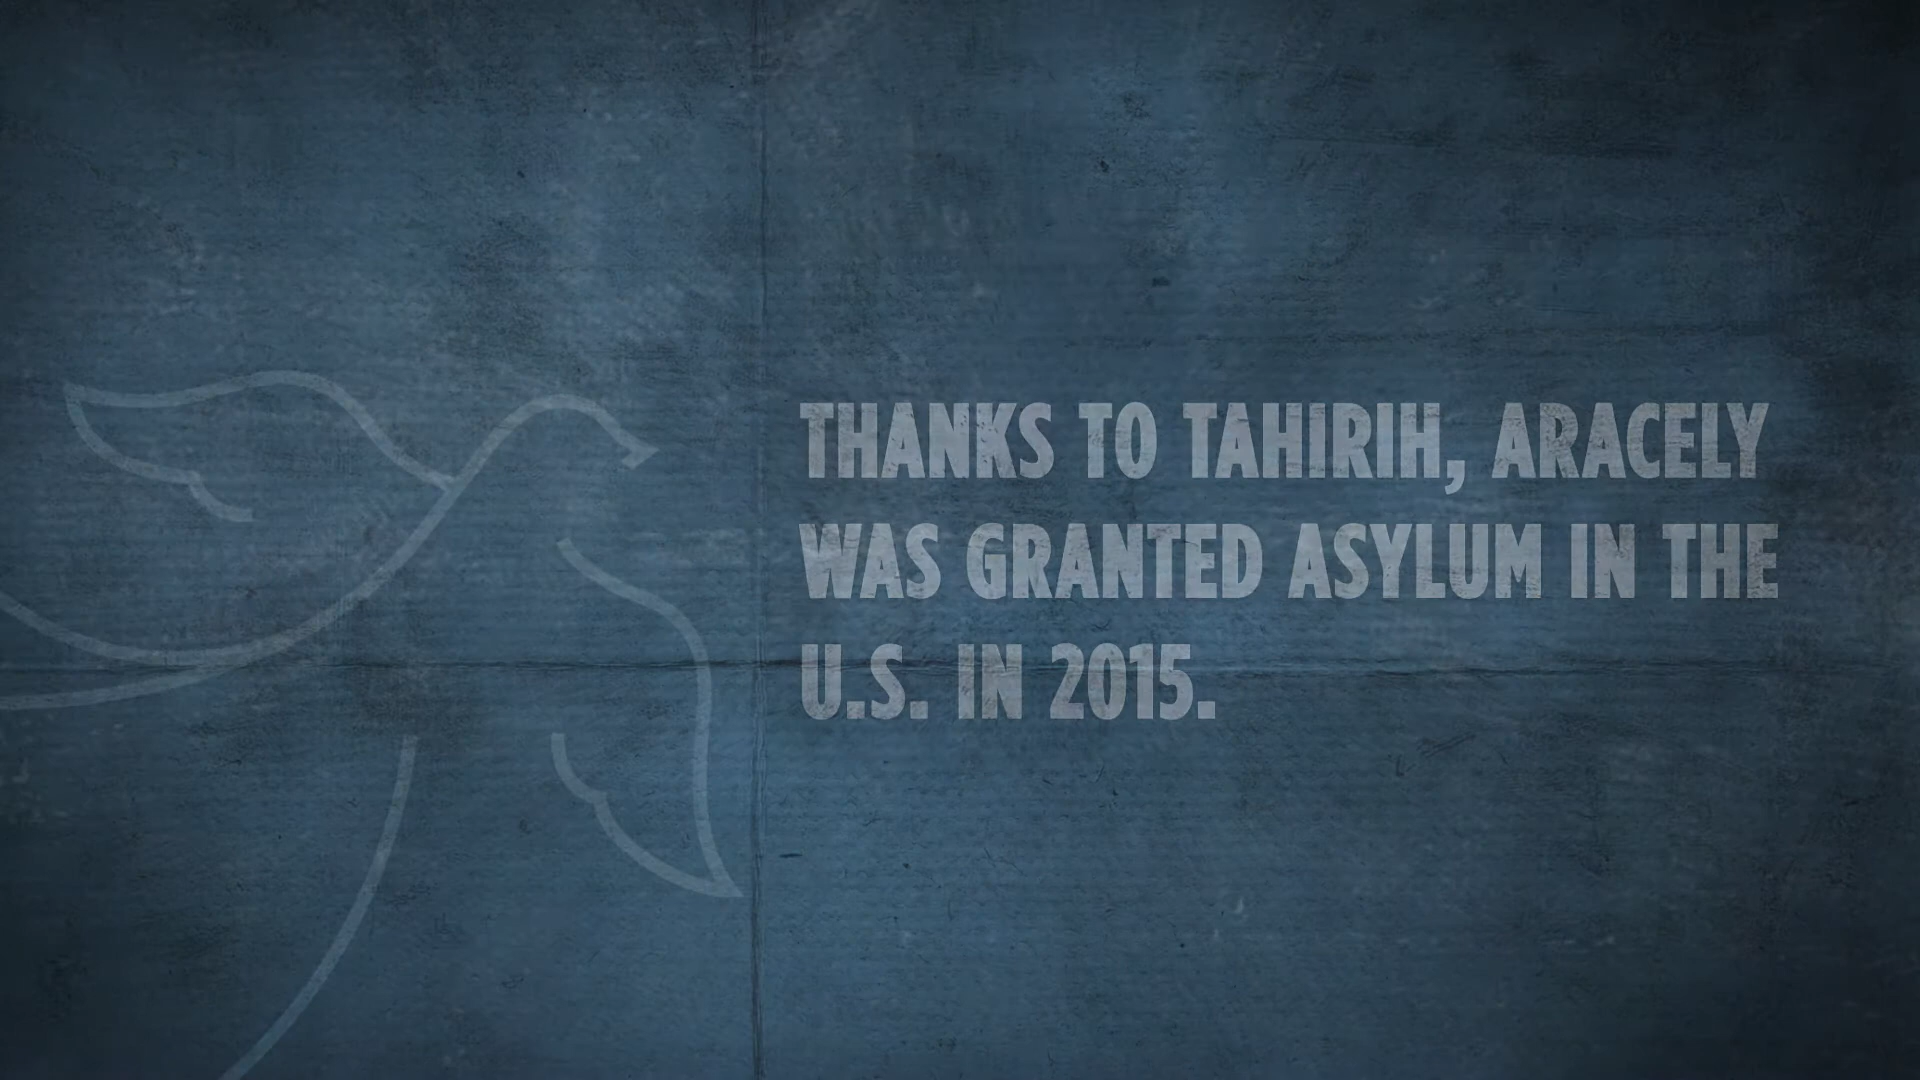 THANKS TO TAHIRIH, ARACELY
WAS GRANTED ASYLUM IN THE
U.S. IN 2015.